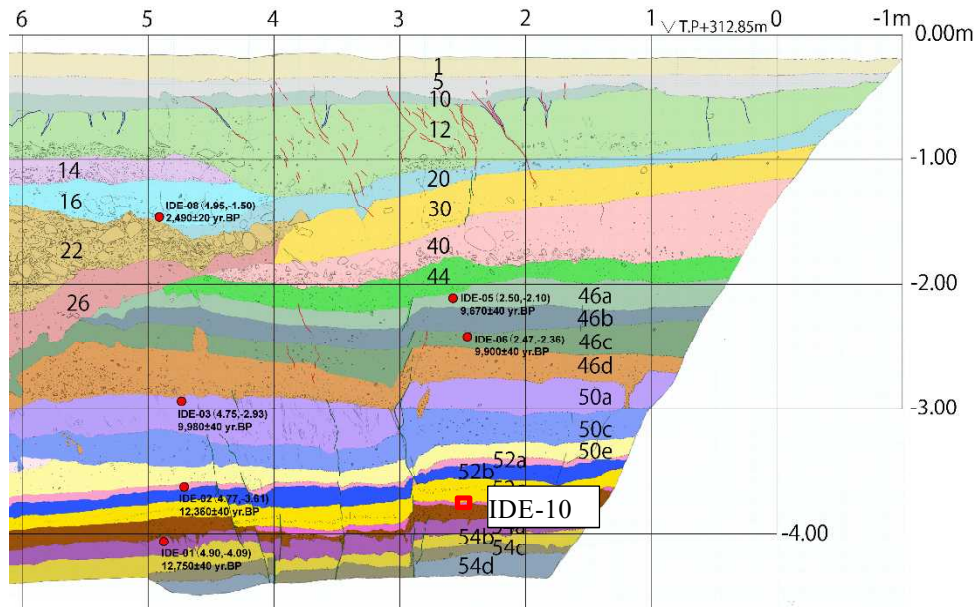 6 5 4 3 2 1 0 -1m
T.P+312.85m
0.00m
1
5
10
12
14
-1.00
20
16
IDE-08 (4.95,-1.50)
2,490±20 yr.BP
30
22
40
44
-2.00
26
46a
IDE-05 (2.50,-2.10)
9,670±40 yr.BP
46b
IDE-06 (2.47,-2.36)
9,900±40 yr.BP
46c
46d
50a
-3.00
IDE-03 (4.75,-2.93)
9,980±40 yr.BP
50c
50e
52a
52b
IDE-02 (4.77,-3.61)
12,360±40 yr.BP
IDE-10
-4.00
54b
54c
IDE-01 (4.90,-4.09)
12,750±40 yr.BP
54d